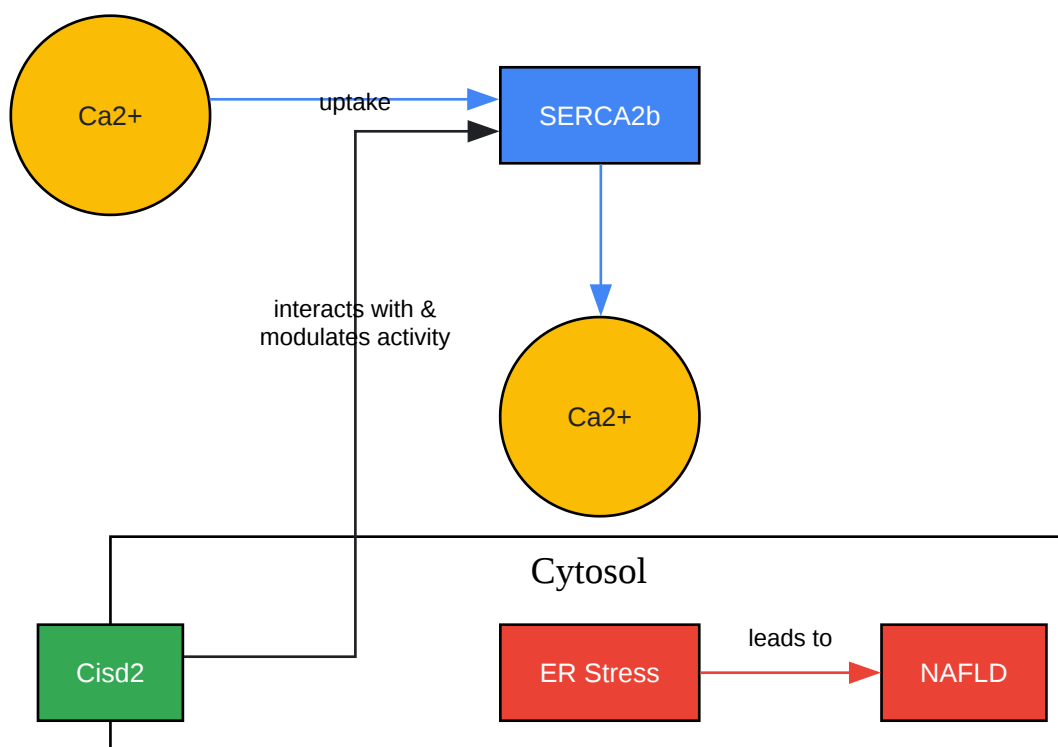 Ca2+
uptake
SERCA2b
interacts with &
modulates activity
Ca2+
Cytosol
Cisd2
ER Stress
leads to
NAFLD